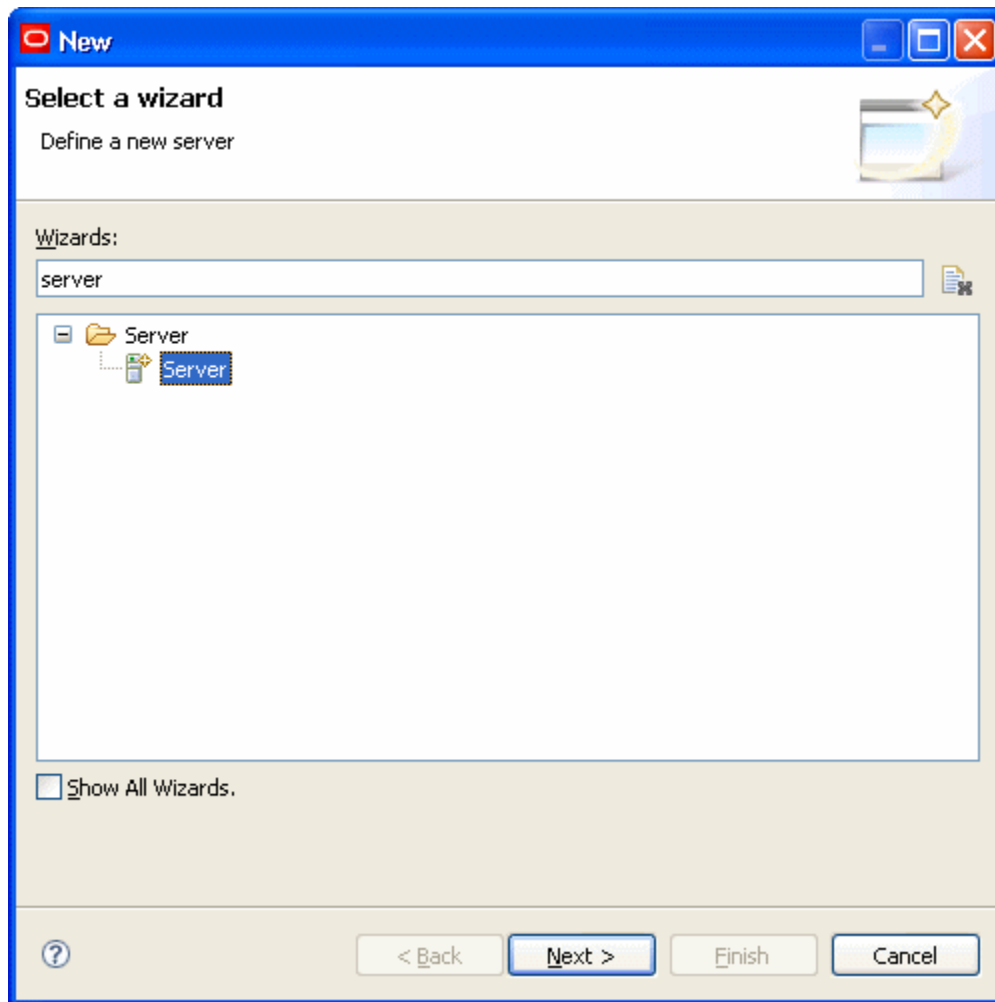 New
Select a wizard
Define a new server
Wizards:
server
Server
Server
Show All Wizards.
< Back Next > Finish Cancel